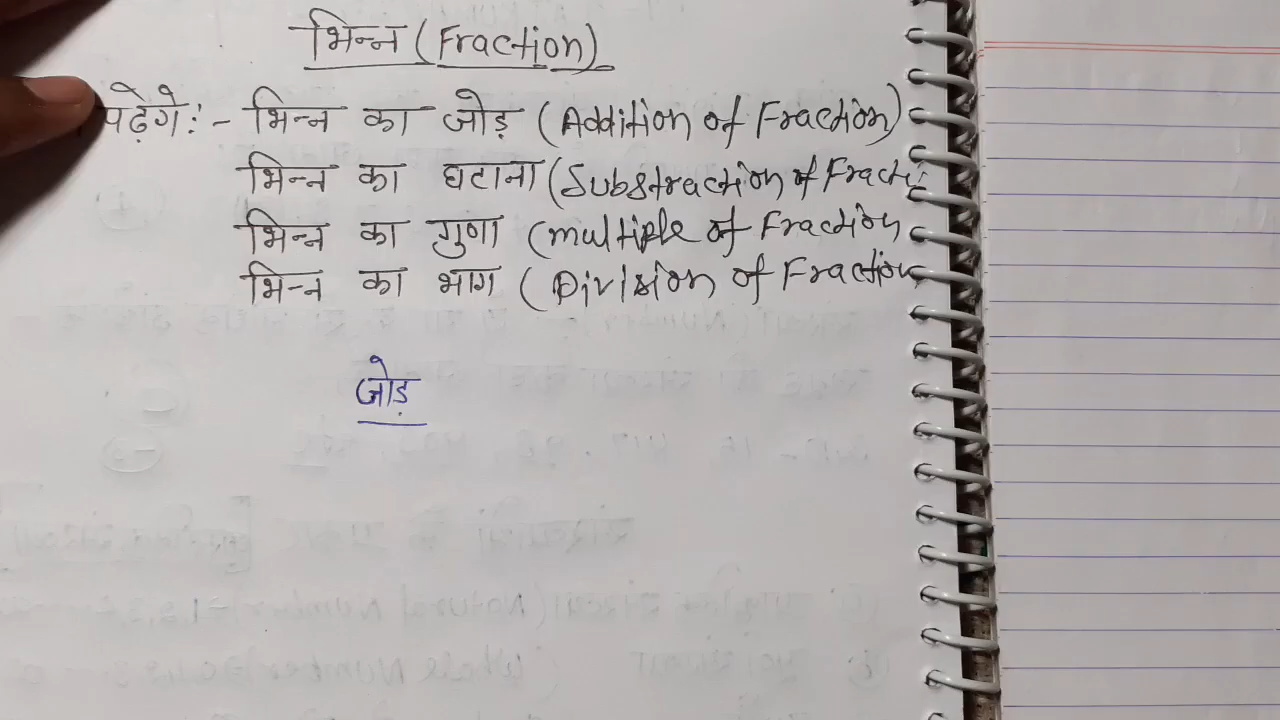 भिन्न (Fraction)
पढ़ेगे:- भिन्न का जोड़ (Addition of Fraction)
भिन्न का घटाना (Substraction of Fracti
भिन्न का गुणा (multiple of Fraction
भिन्न का भाग (Division of Fraction
जोड़